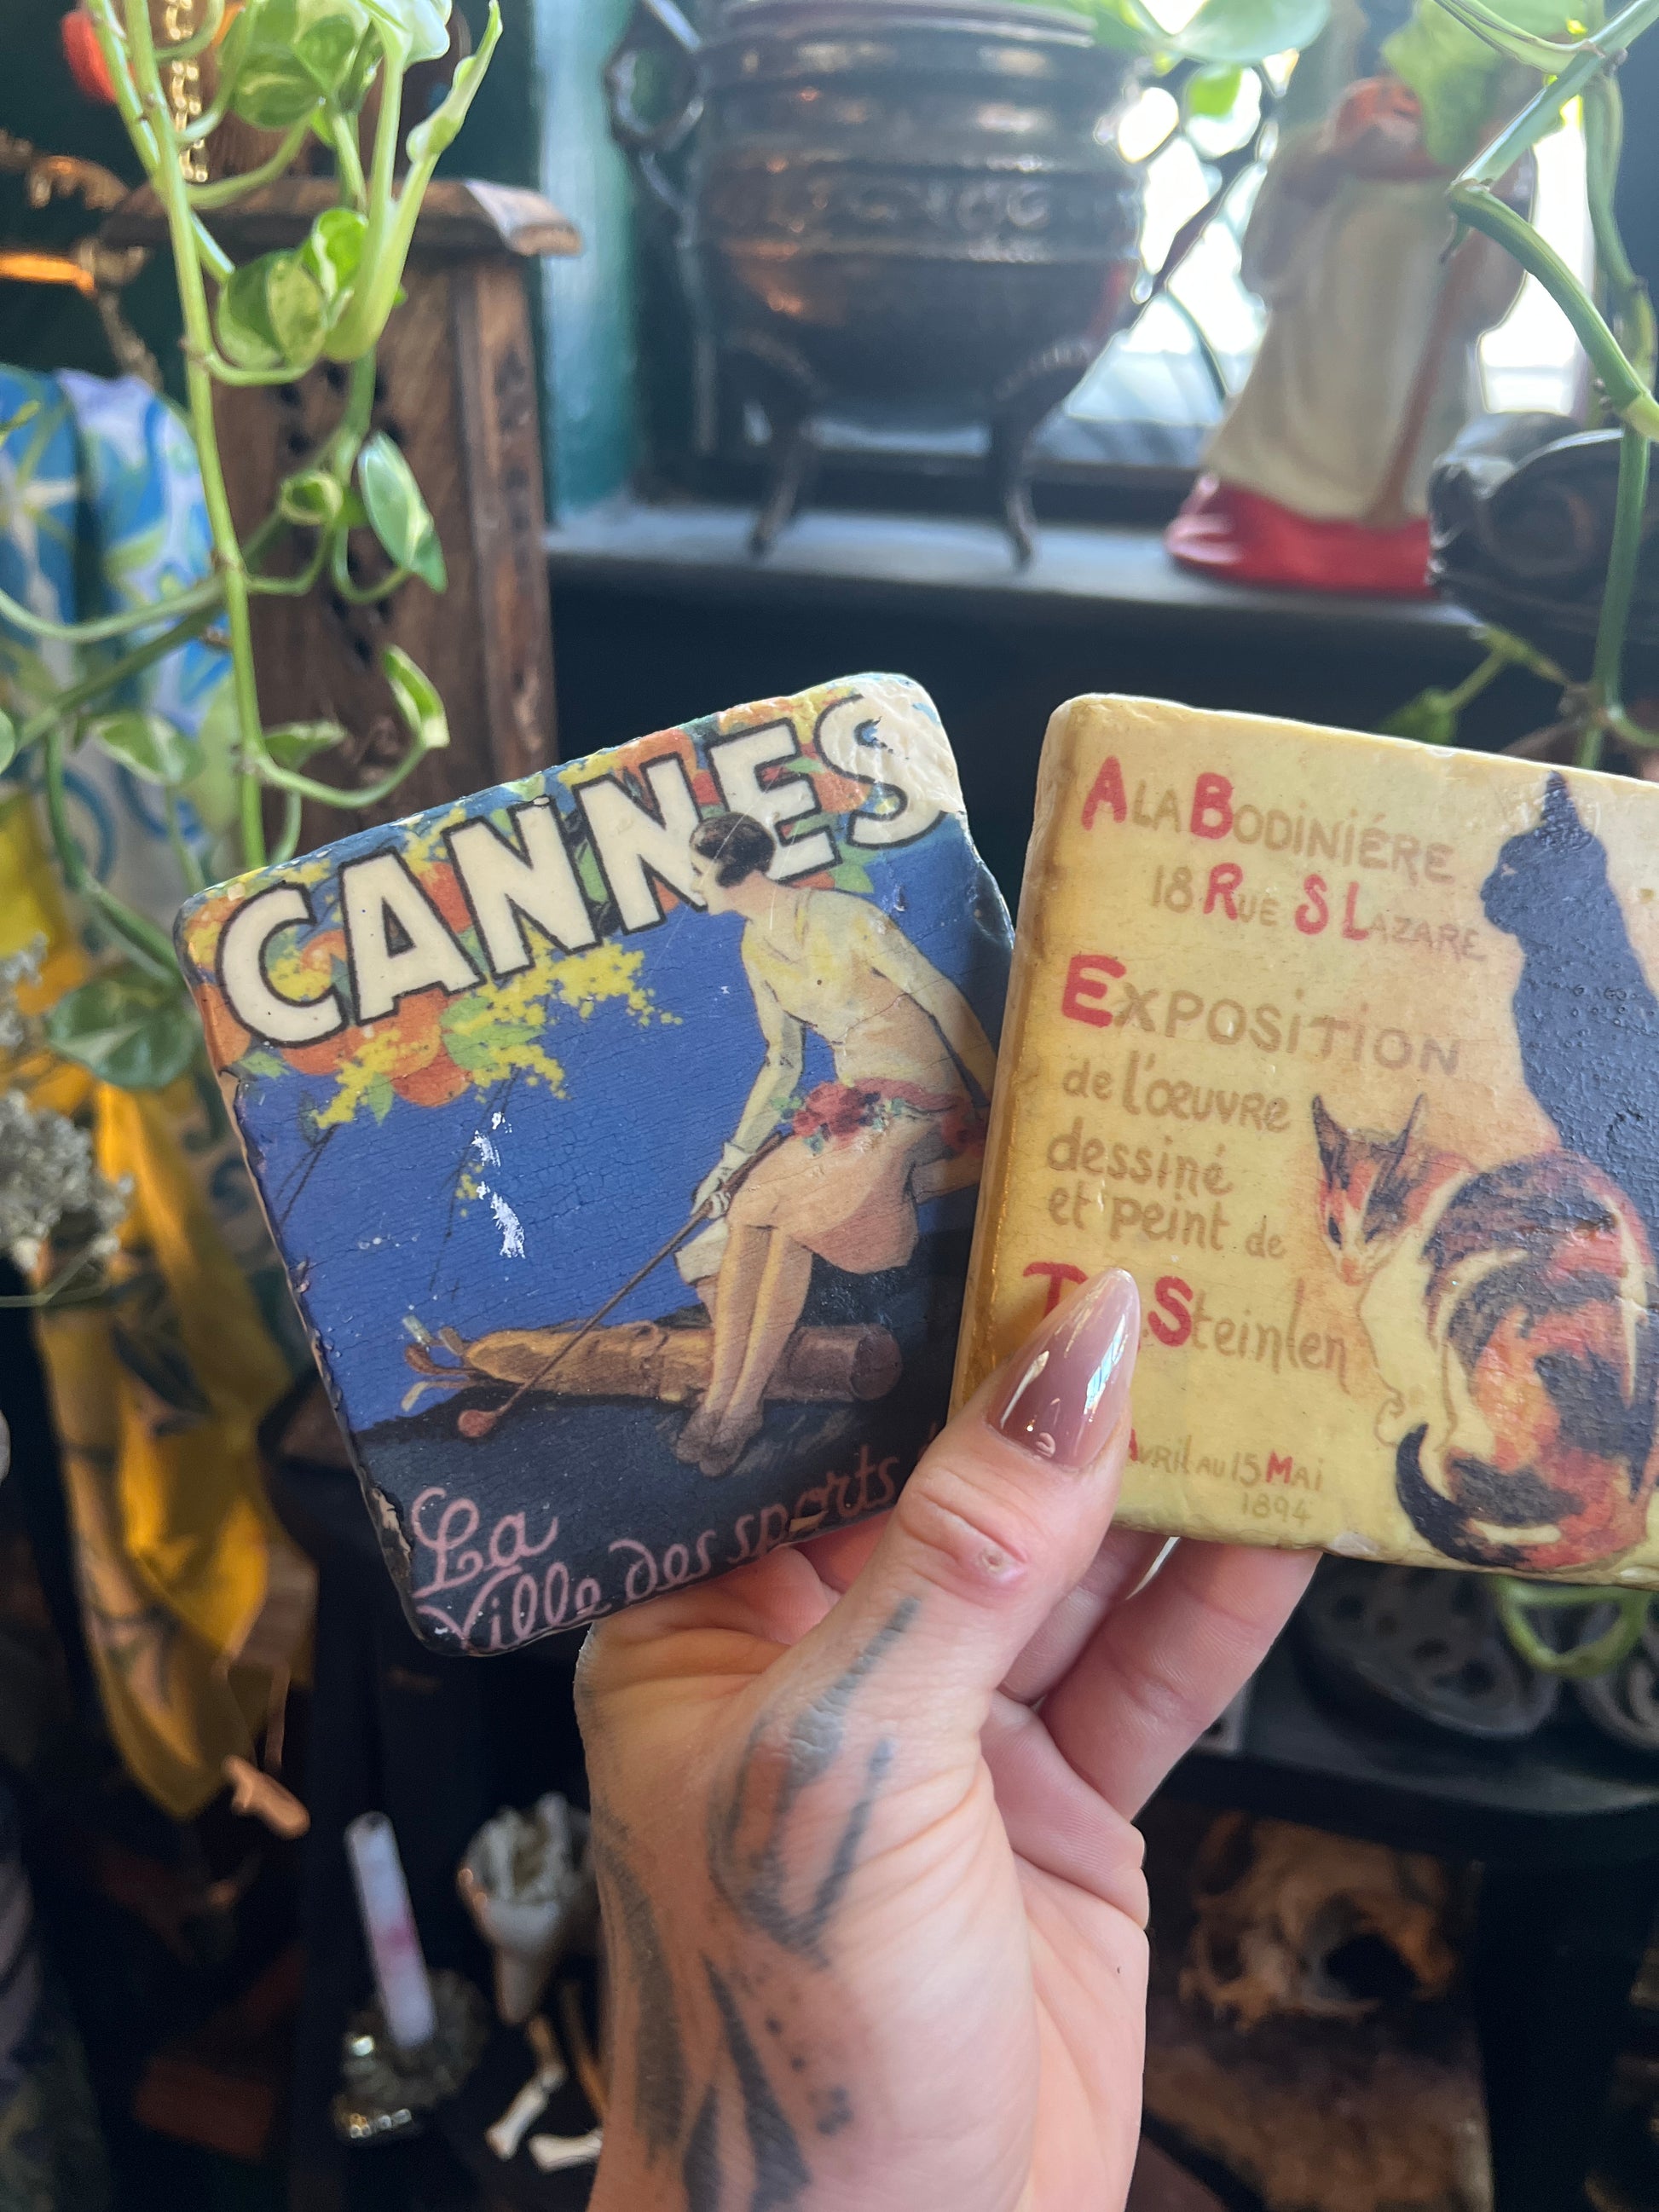 CANNES
La
Ville des sports
A LA BODINIÉRE
18 RUE S LAZARE
EXPOSITION
de l'œuvre
dessiné
et peint de
T Steinlen
AVRIL AU 15 MAI
1894